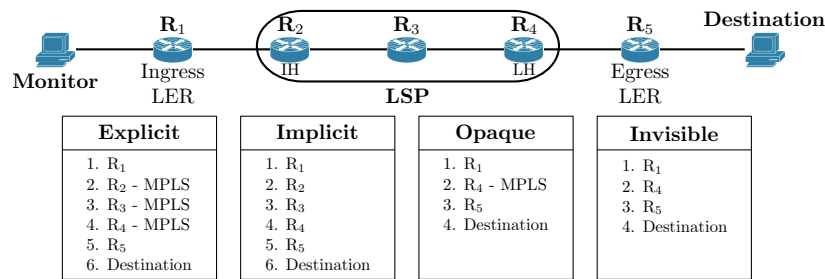 R₁ R₂ R₃ R₄ R₅ Destination
Monitor Ingress IH LH Egress
LER LSP LER
Explicit
1. R₁
2. R₂ - MPLS
3. R₃ - MPLS
4. R₄ - MPLS
5. R₅
6. Destination
Implicit
1. R₁
2. R₂
3. R₃
4. R₄
5. R₅
6. Destination
Opaque
1. R₁
2. R₄ - MPLS
3. R₅
4. Destination
Invisible
1. R₁
2. R₄
3. R₅
4. Destination